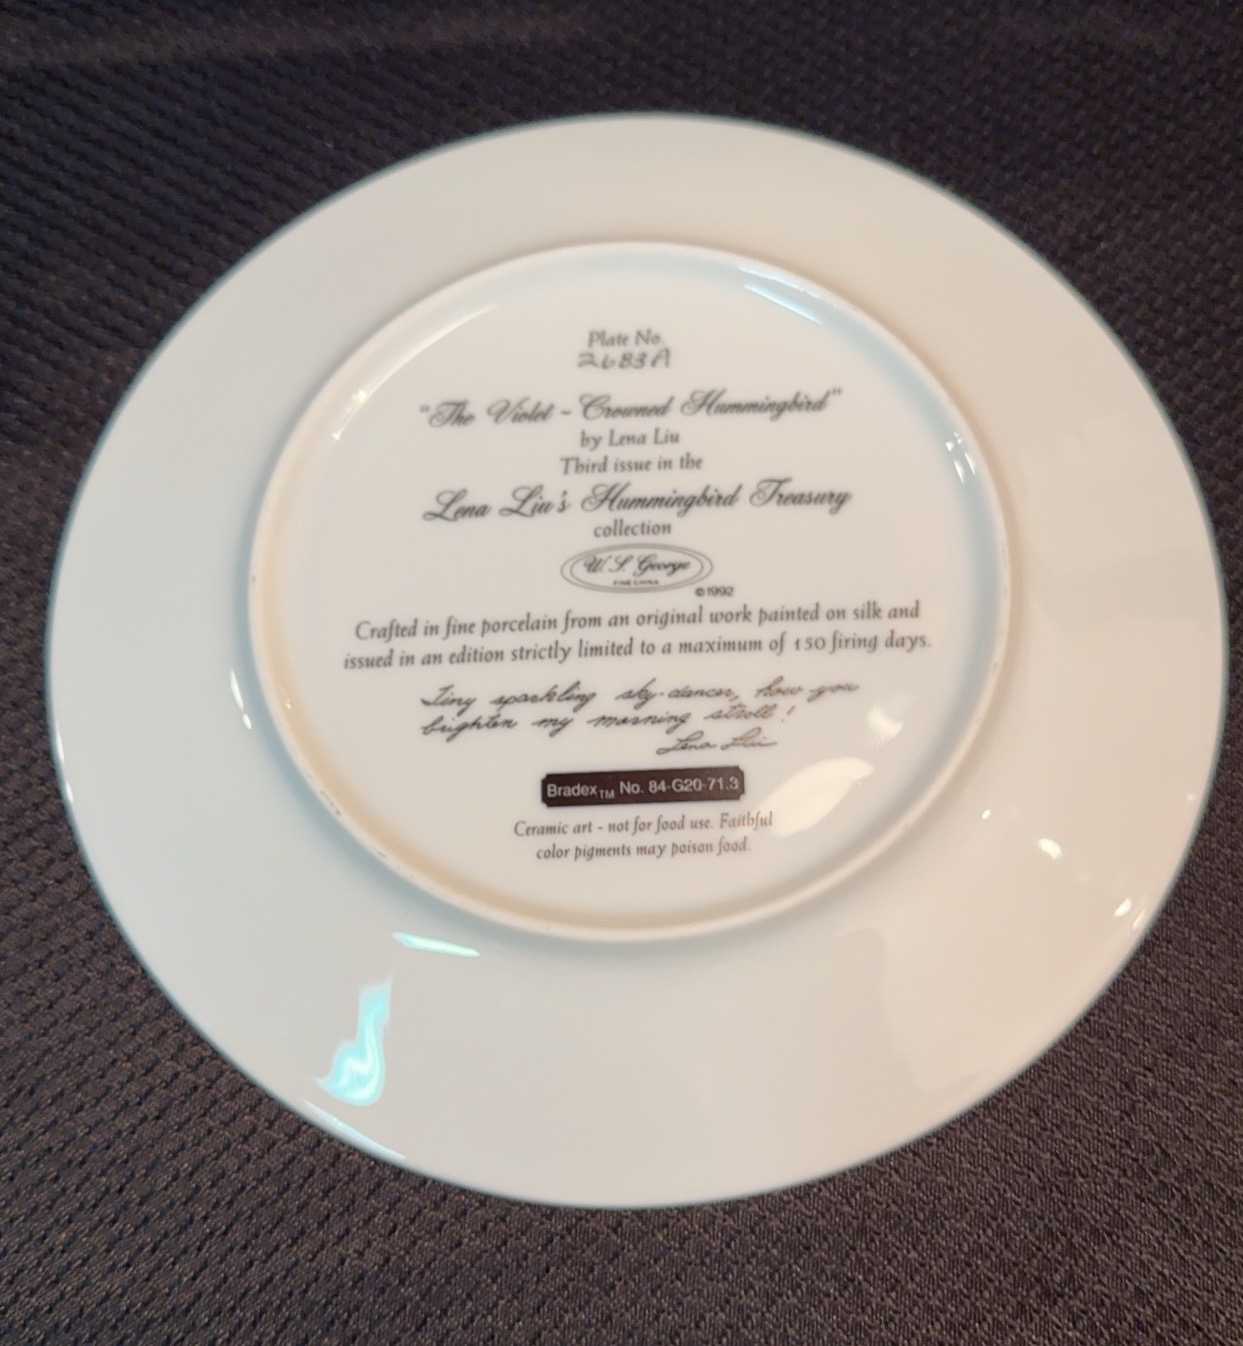 Plate No.
2683A
"The Violet - Crowned Hummingbird"
by Lena Liu
Third issue in the
Lena Liu's Hummingbird Treasury
collection
W. S. George
FINE CHINA
©1992
Crafted in fine porcelain from an original work painted on silk and
issued in an edition strictly limited to a maximum of 150 firing days.
Tiny sparkling sky-dancer, how you
brighten my morning stroll!
Lena Liu
Bradex™ No. 84-G20-71.3
Ceramic art - not for food use. Faithful
color pigments may poison food.